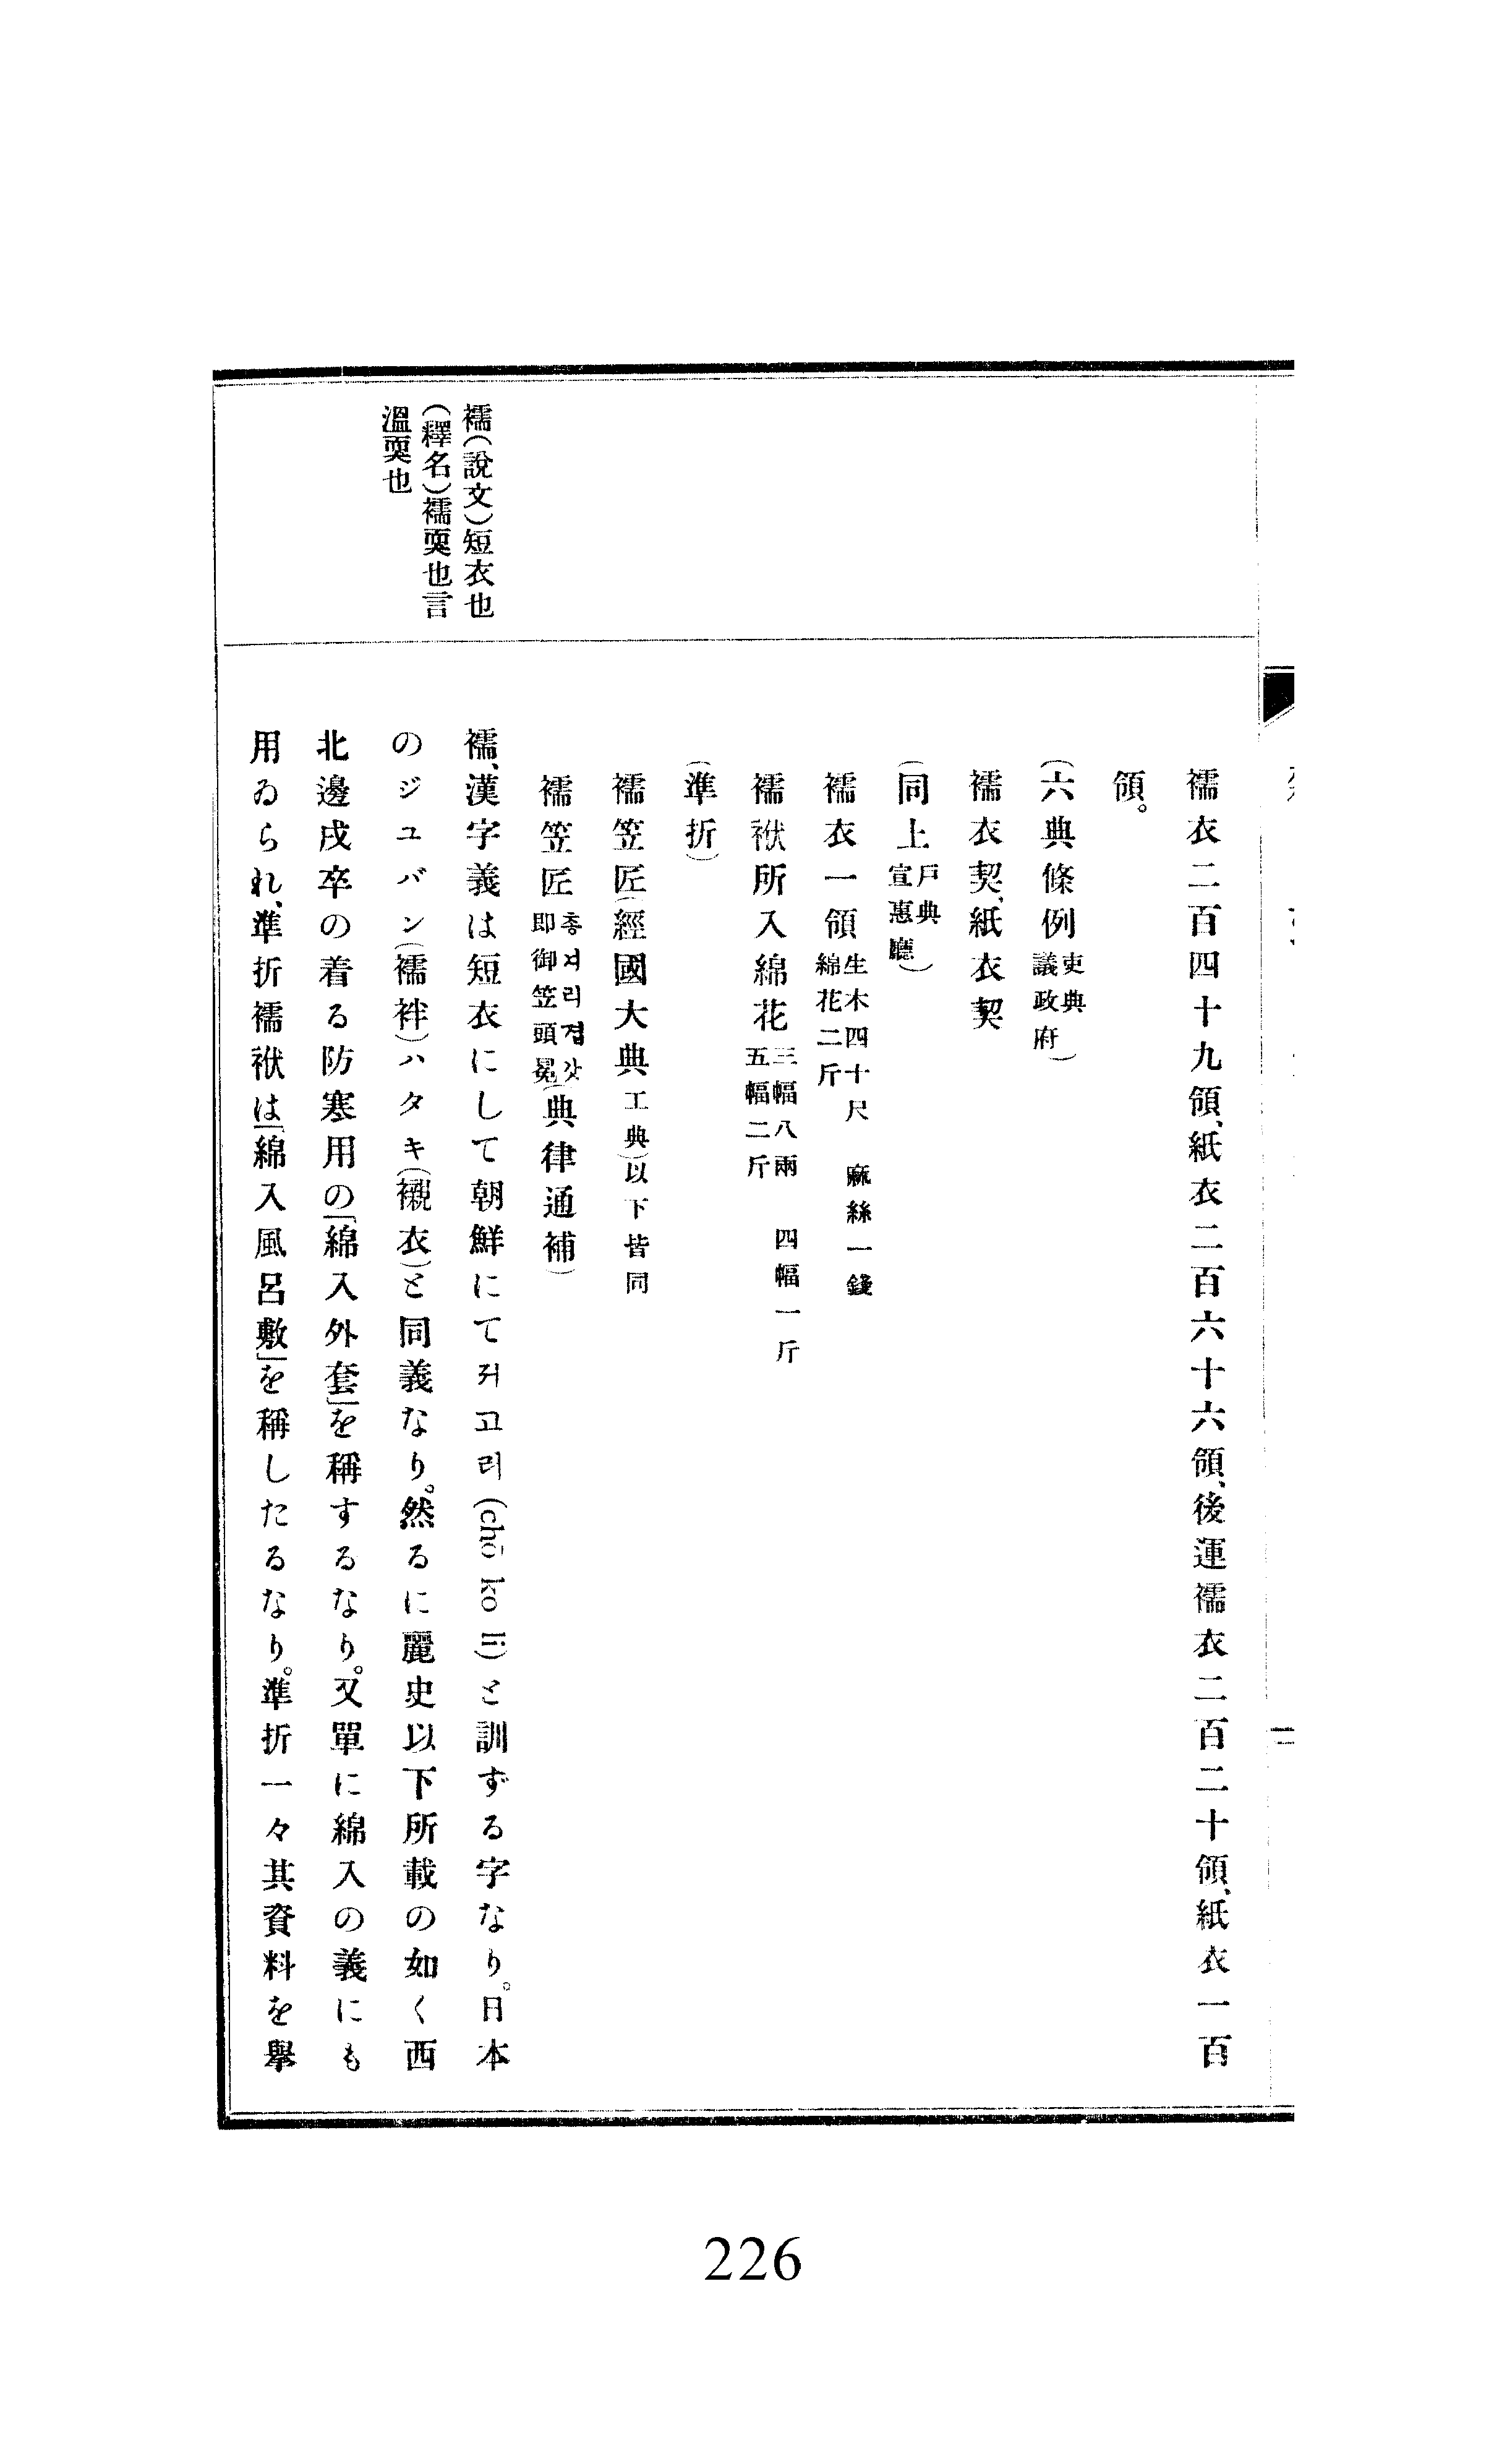 襦(說文)短衣也
(釋名)襦耎也言
溫耎也
襦衣二百四十九領、紙衣二百六十六領、後運襦衣二百二十領、紙衣一百
領。
(六典條例吏典議政府)
襦衣契、紙衣契
(同上戶典宣惠廳)
襦衣一領生木四十尺 麻絲一錢綿花二斤
襦袱所入綿花三幅八兩 四幅一斤五幅二斤
(準折)
襦笠匠(經國大典工典)以下皆同
襦笠匠即御笠頭冕(典律通補)
襦、漢字義は短衣にして朝鮮にて저고리(chŏ ko li)と訓ずる字なり。日本
のジユバン(襦袢)ハタキ(襯衣)と同義なり。然るに麗史以下所載の如く西
北邊戍卒の着る防寒用の「綿入外套」を稱するなり。又單に綿入の義にも
用ゐられ、準折襦袱は「綿入風呂敷」を稱したるなり。準折一々其資料を擧
226